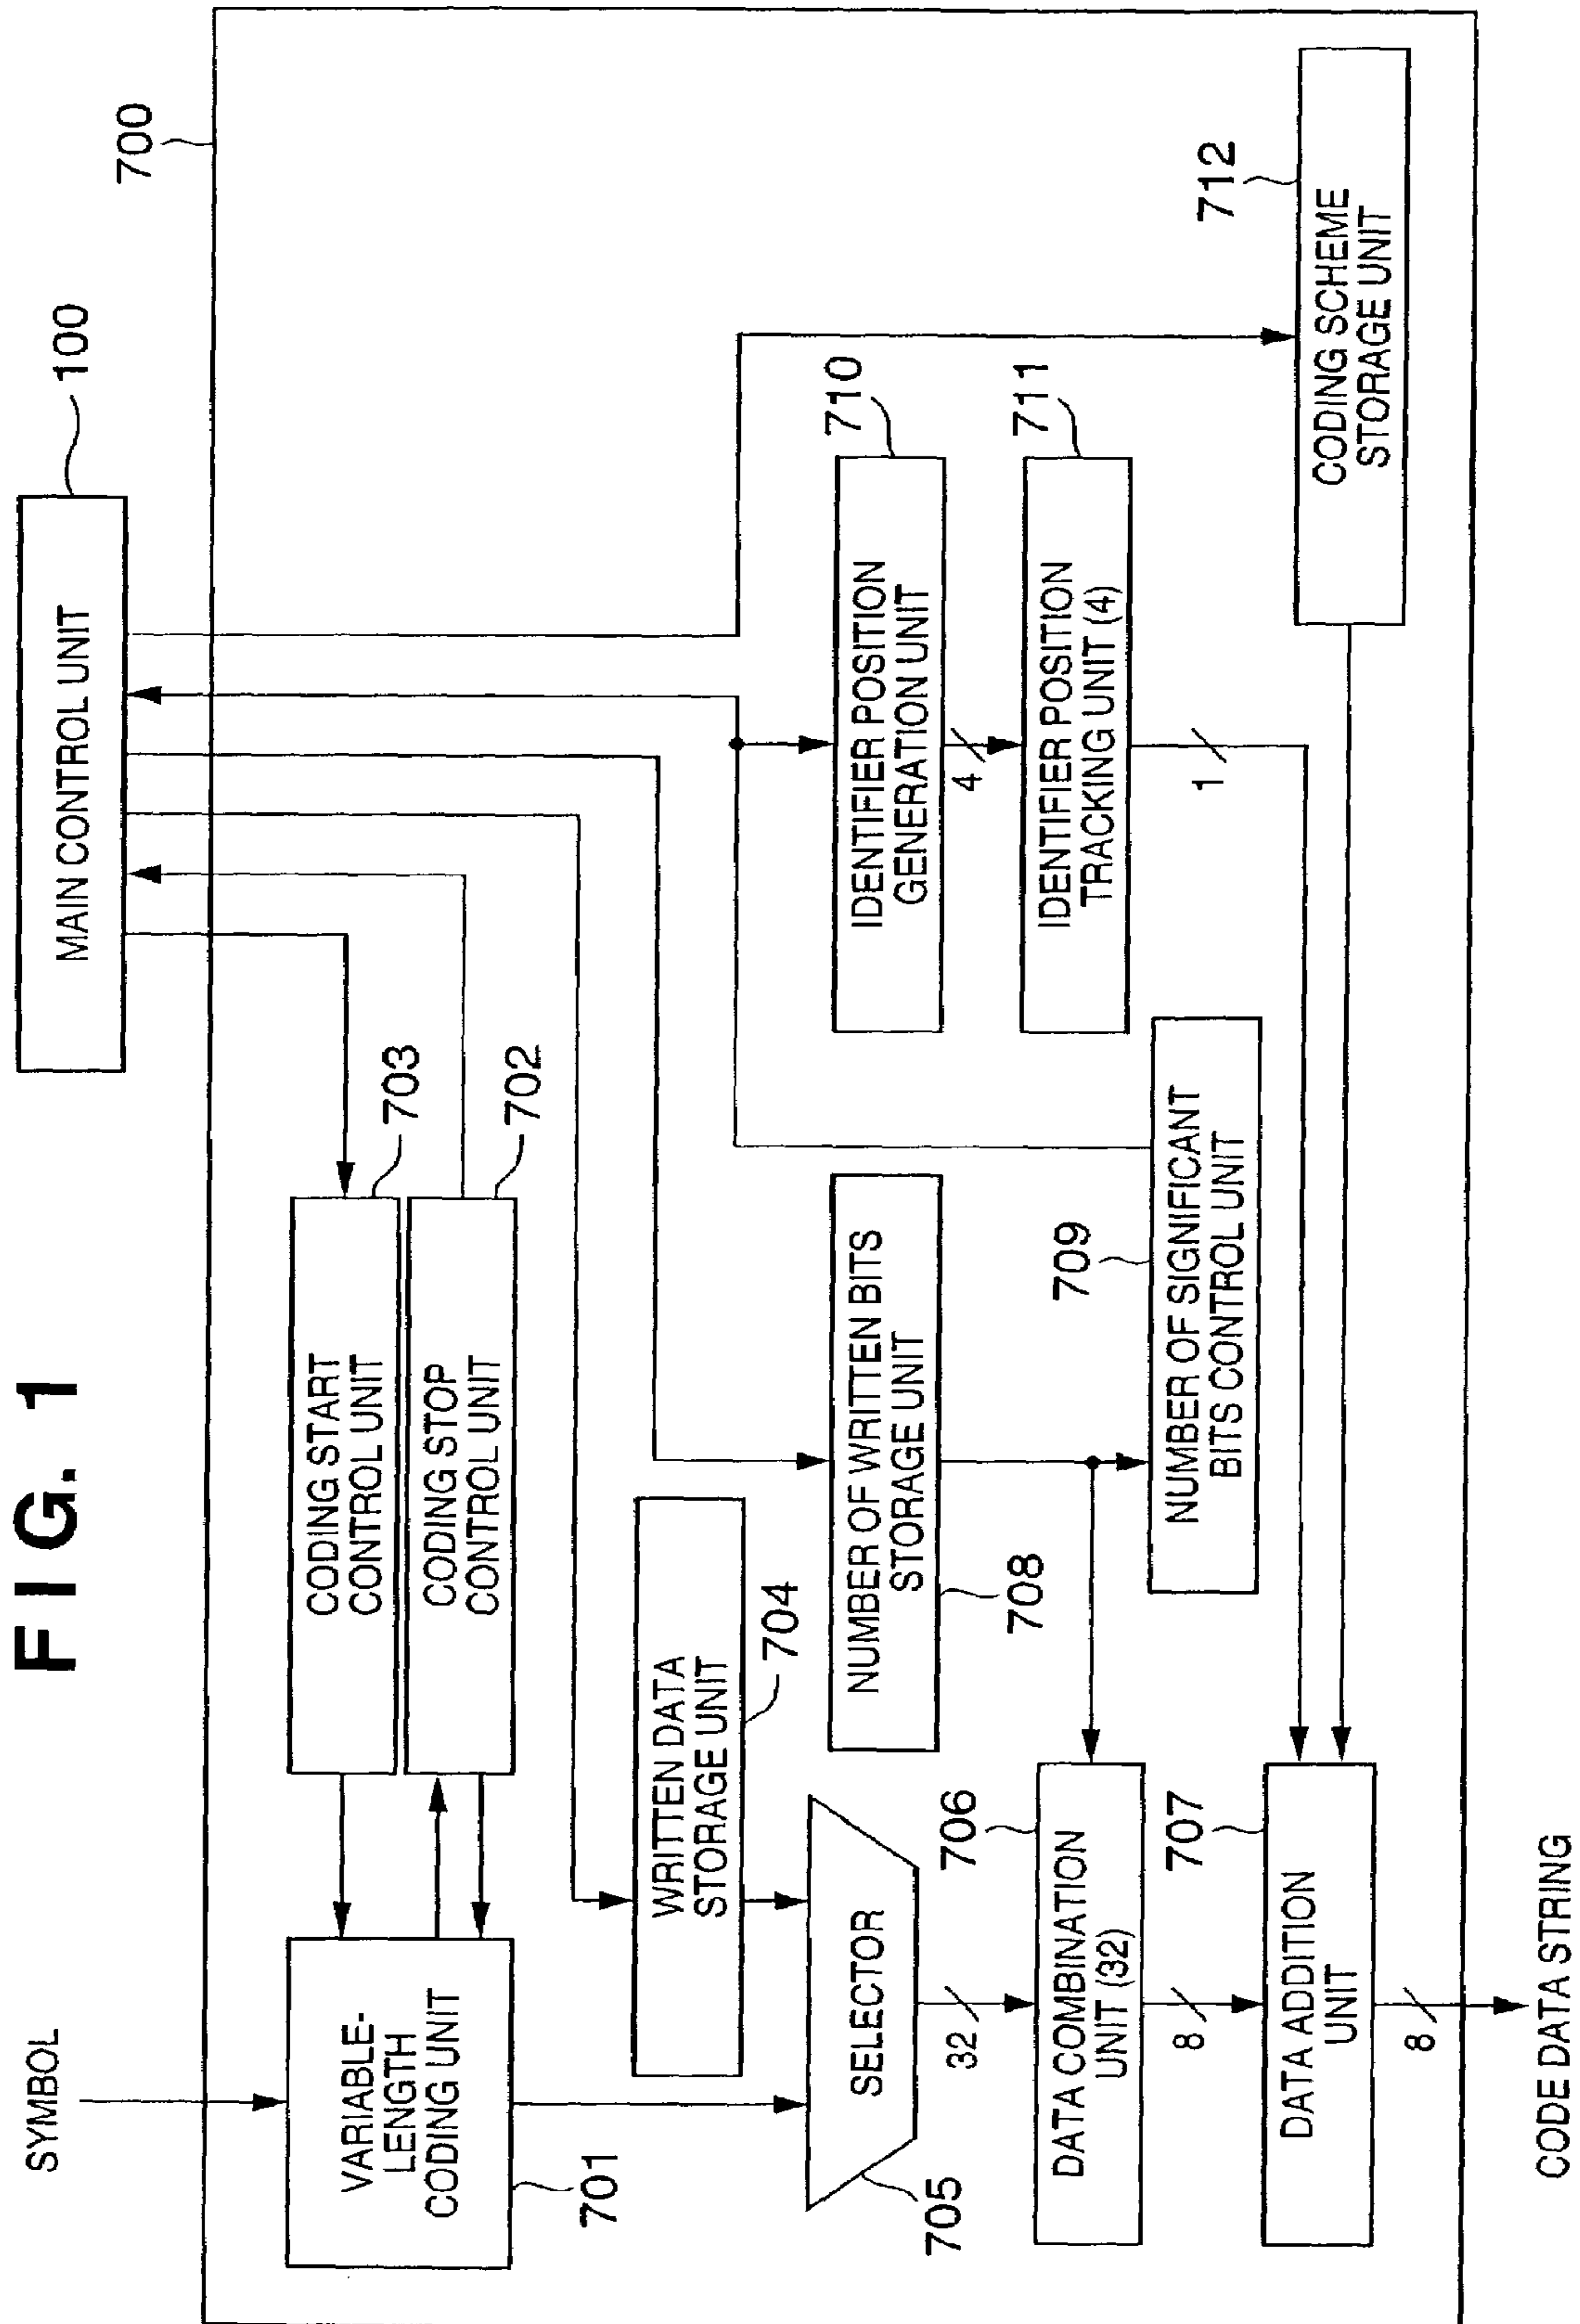 FIG. 1
SYMBOL
MAIN CONTROL UNIT
100
700
VARIABLE-
LENGTH
CODING UNIT
701
CODING START
CONTROL UNIT
703
CODING STOP
CONTROL UNIT
702
WRITTEN DATA
STORAGE UNIT
704
SELECTOR
705
NUMBER OF WRITTEN BITS
STORAGE UNIT
708
IDENTIFIER POSITION
GENERATION UNIT
710
4
IDENTIFIER POSITION
TRACKING UNIT (4)
711
1
32
DATA COMBINATION
UNIT (32)
706
NUMBER OF SIGNIFICANT
BITS CONTROL UNIT
709
8
DATA ADDITION
UNIT
707
CODING SCHEME
STORAGE UNIT
712
8
CODE DATA STRING